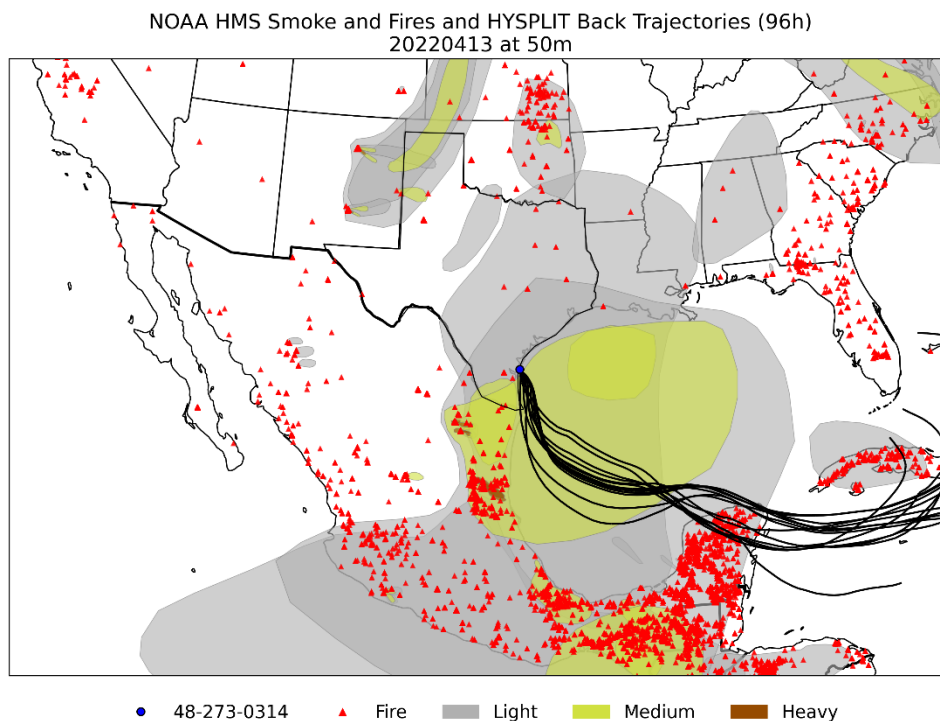 NOAA HMS Smoke and Fires and HYSPLIT Back Trajectories (96h)
20220413 at 50m
48-273-0314 Fire Light Medium Heavy